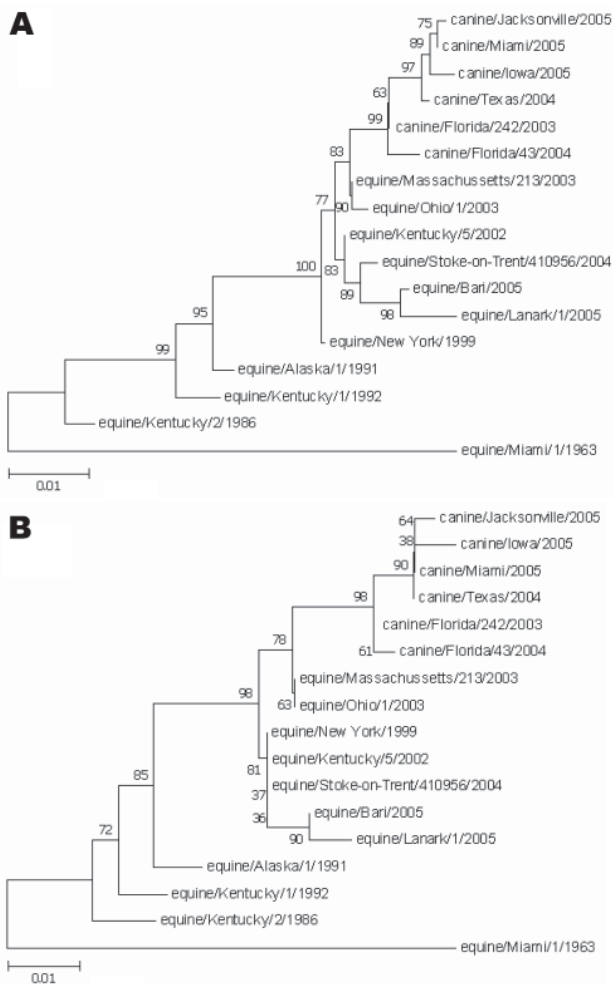 A
75
canine/Jacksonville/2005
89
canine/Miami/2005
97
canine/Iowa/2005
canine/Texas/2004
63
99
canine/Florida/242/2003
canine/Florida/43/2004
83
equine/Massachussetts/213/2003
77
90
equine/Ohio/1/2003
equine/Kentucky/5/2002
100
83
equine/Stoke-on-Trent/410956/2004
89
equine/Bari/2005
98
equine/Lanark/1/2005
95
equine/New York/1999
99
equine/Alaska/1/1991
equine/Kentucky/1/1992
equine/Kentucky/2/1986
equine/Miami/1/1963
0.01
B
64
canine/Jacksonville/2005
38
canine/Iowa/2005
90
canine/Miami/2005
98
canine/Texas/2004
canine/Florida/242/2003
78
61
canine/Florida/43/2004
equine/Massachussetts/213/2003
98
63
equine/Ohio/1/2003
equine/New York/1999
equine/Kentucky/5/2002
81
85
equine/Stoke-on-Trent/410956/2004
37
equine/Bari/2005
36
72
90
equine/Lanark/1/2005
equine/Alaska/1/1991
equine/Kentucky/1/1992
equine/Kentucky/2/1986
equine/Miami/1/1963
0.01